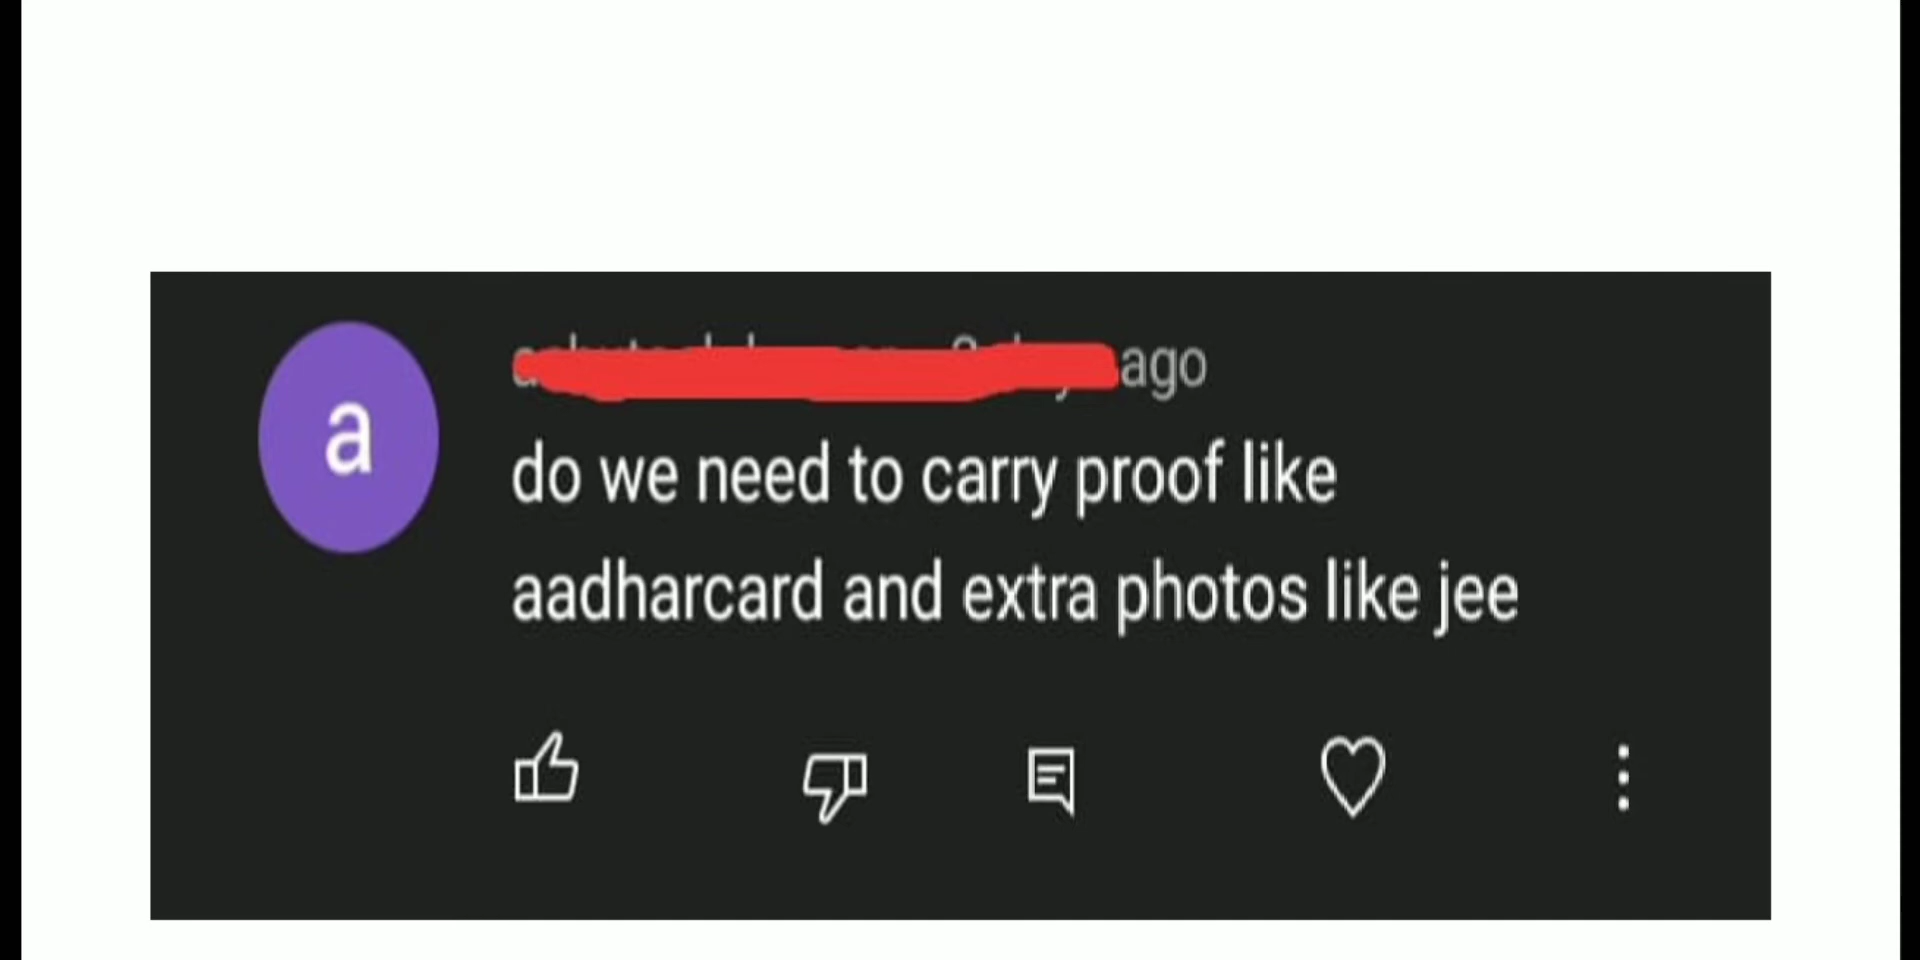 a
ago
do we need to carry proof like
aadharcard and extra photos like jee